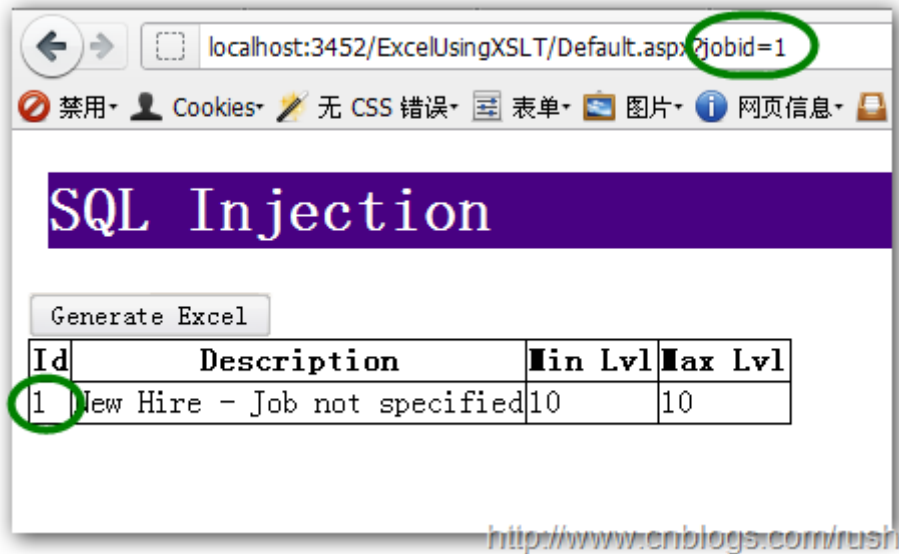 localhost:3452/ExcelUsingXSLT/Default.aspx?jobid=1
禁用 Cookies 无 CSS 错误 表单 图片 网页信息
SQL Injection
Generate Excel
Id Description Min Lvl Max Lvl
1 New Hire - Job not specified 10 10
http://www.cnblogs.com/rush